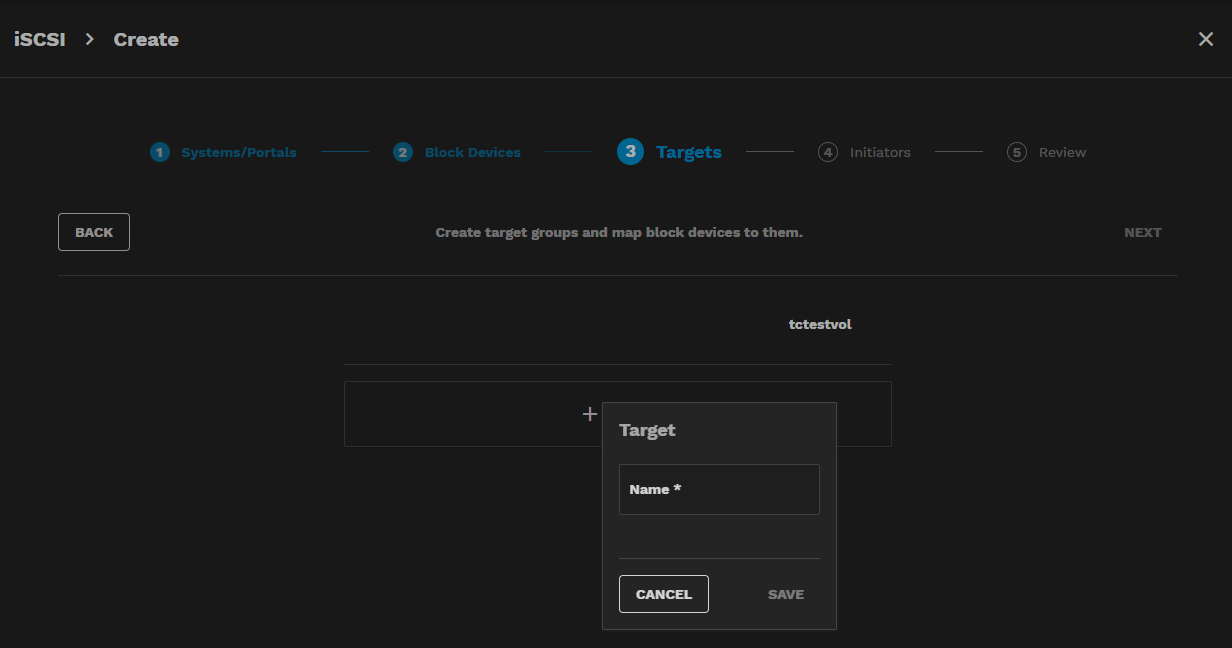 iSCSI > Create ×
1 Systems/Portals 2 Block Devices 3 Targets 4 Initiators 5 Review
BACK Create target groups and map block devices to them. NEXT
tctestvol
+
Target
Name *
CANCEL SAVE